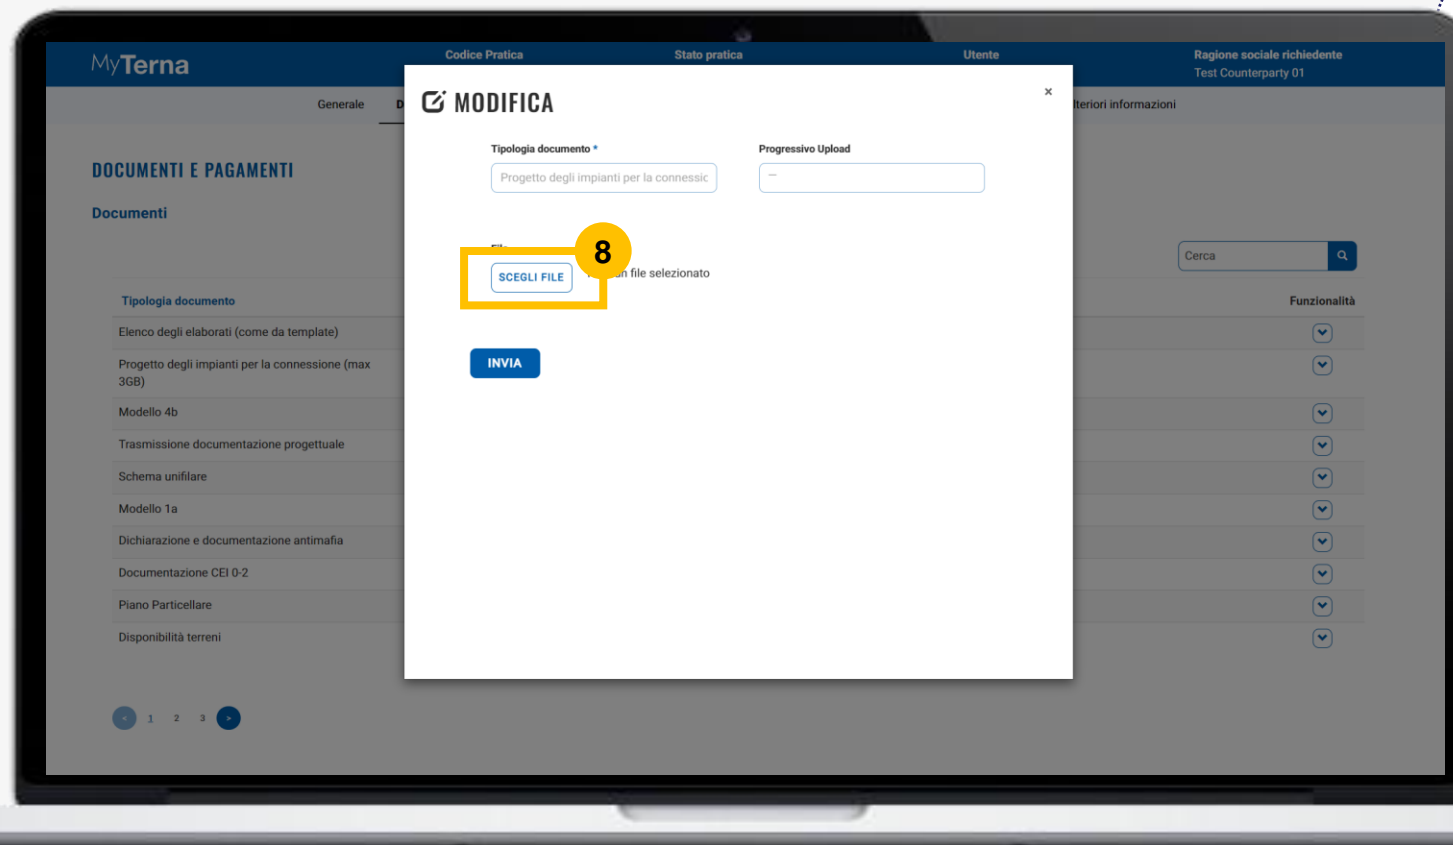 MyTerna
Codice Pratica
Stato pratica
Utente
Ragione sociale richiedente
Test Counterparty 01
Generale
D
lteriori informazioni
MODIFICA
×
Tipologia documento *
Progressivo Upload
Progetto degli impianti per la connessic
—
DOCUMENTI E PAGAMENTI
Documenti
8
SCEGLI FILE
un file selezionato
INVIA
Cerca
Tipologia documento
Funzionalità
Elenco degli elaborati (come da template)
Progetto degli impianti per la connessione (max
3GB)
Modello 4b
Trasmissione documentazione progettuale
Schema unifilare
Modello 1a
Dichiarazione e documentazione antimafia
Documentazione CEI 0-2
Piano Particellare
Disponibilità terreni
< 1 2 3 >